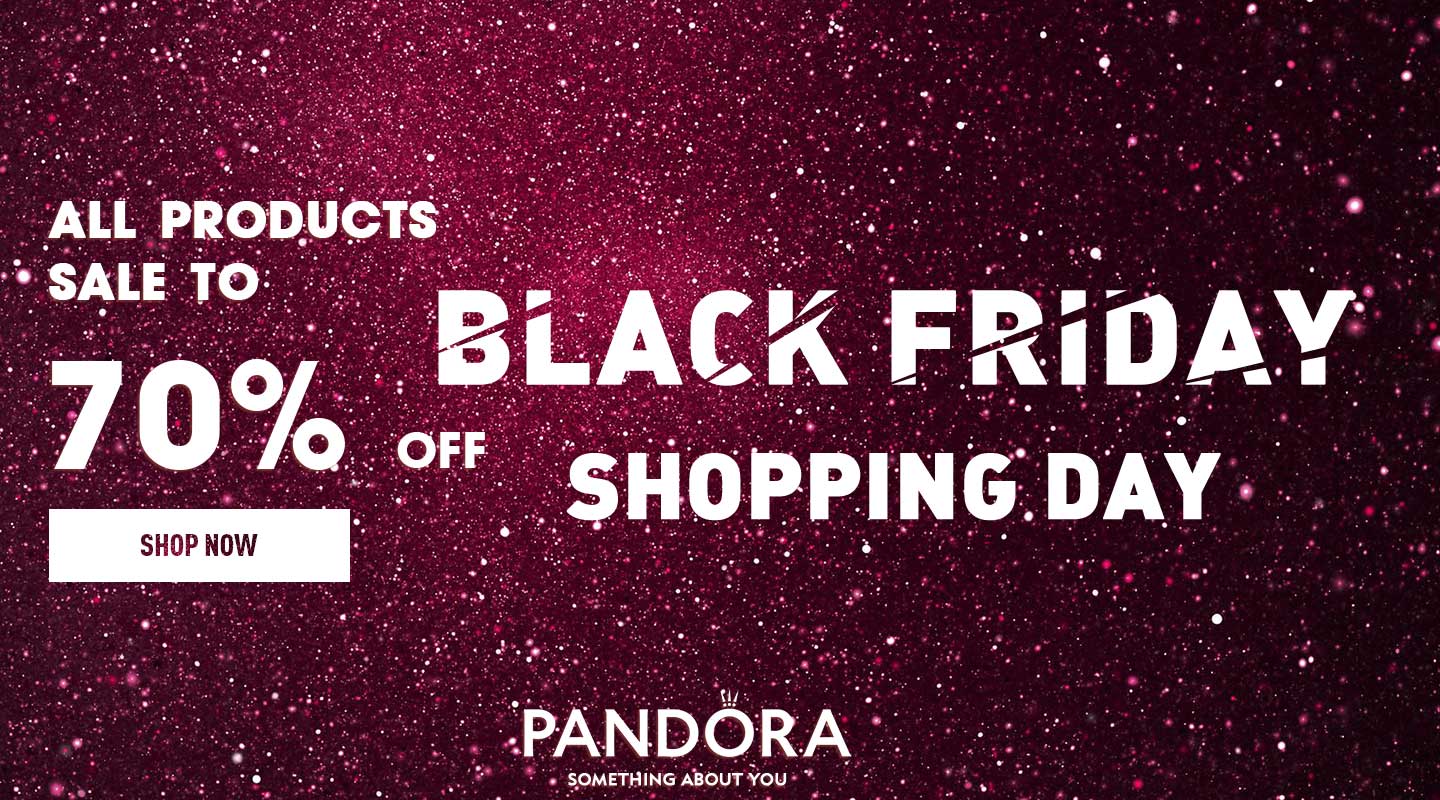 ALL PRODUCTS
SALE TO
70% OFF
SHOP NOW
BLACK FRIDAY
SHOPPING DAY
PANDORA
SOMETHING ABOUT YOU